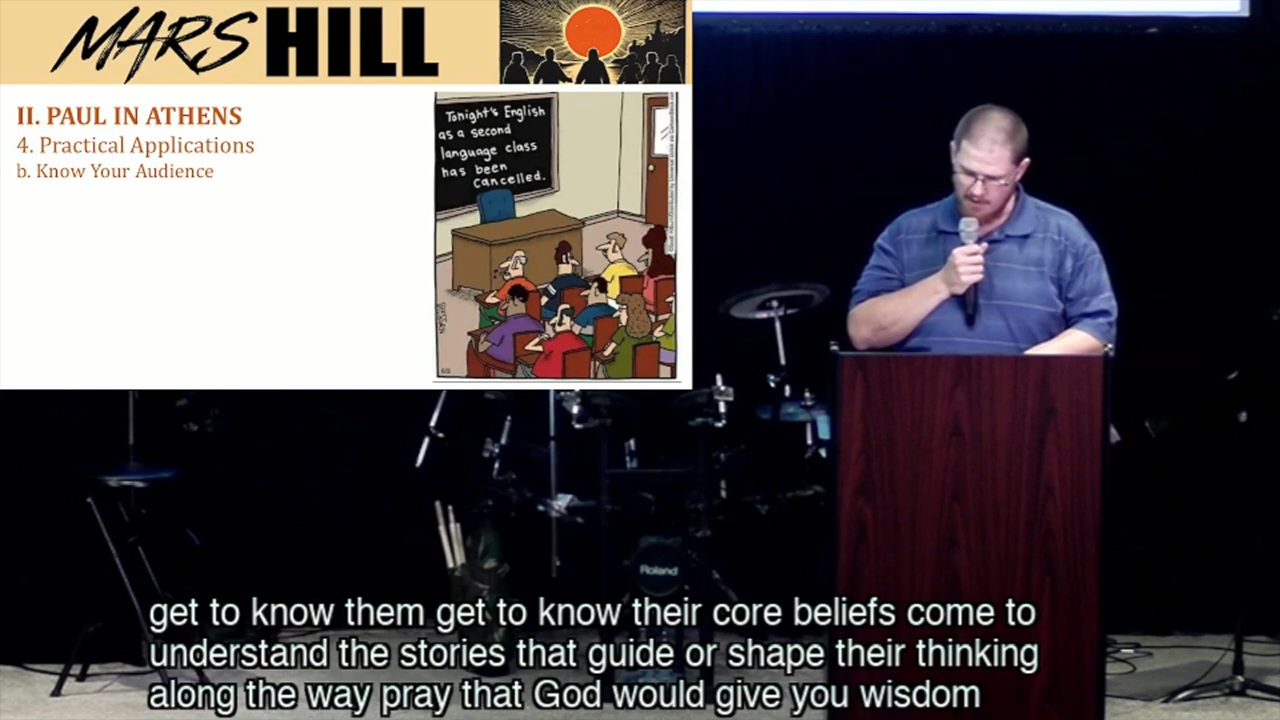 MARS HILL
II. PAUL IN ATHENS
4. Practical Applications
b. Know Your Audience
Tonight's English
as a second
language class
has been
cancelled.
Roland
get to know them get to know their core beliefs come to
understand the stories that guide or shape their thinking
along the way pray that God would give you wisdom